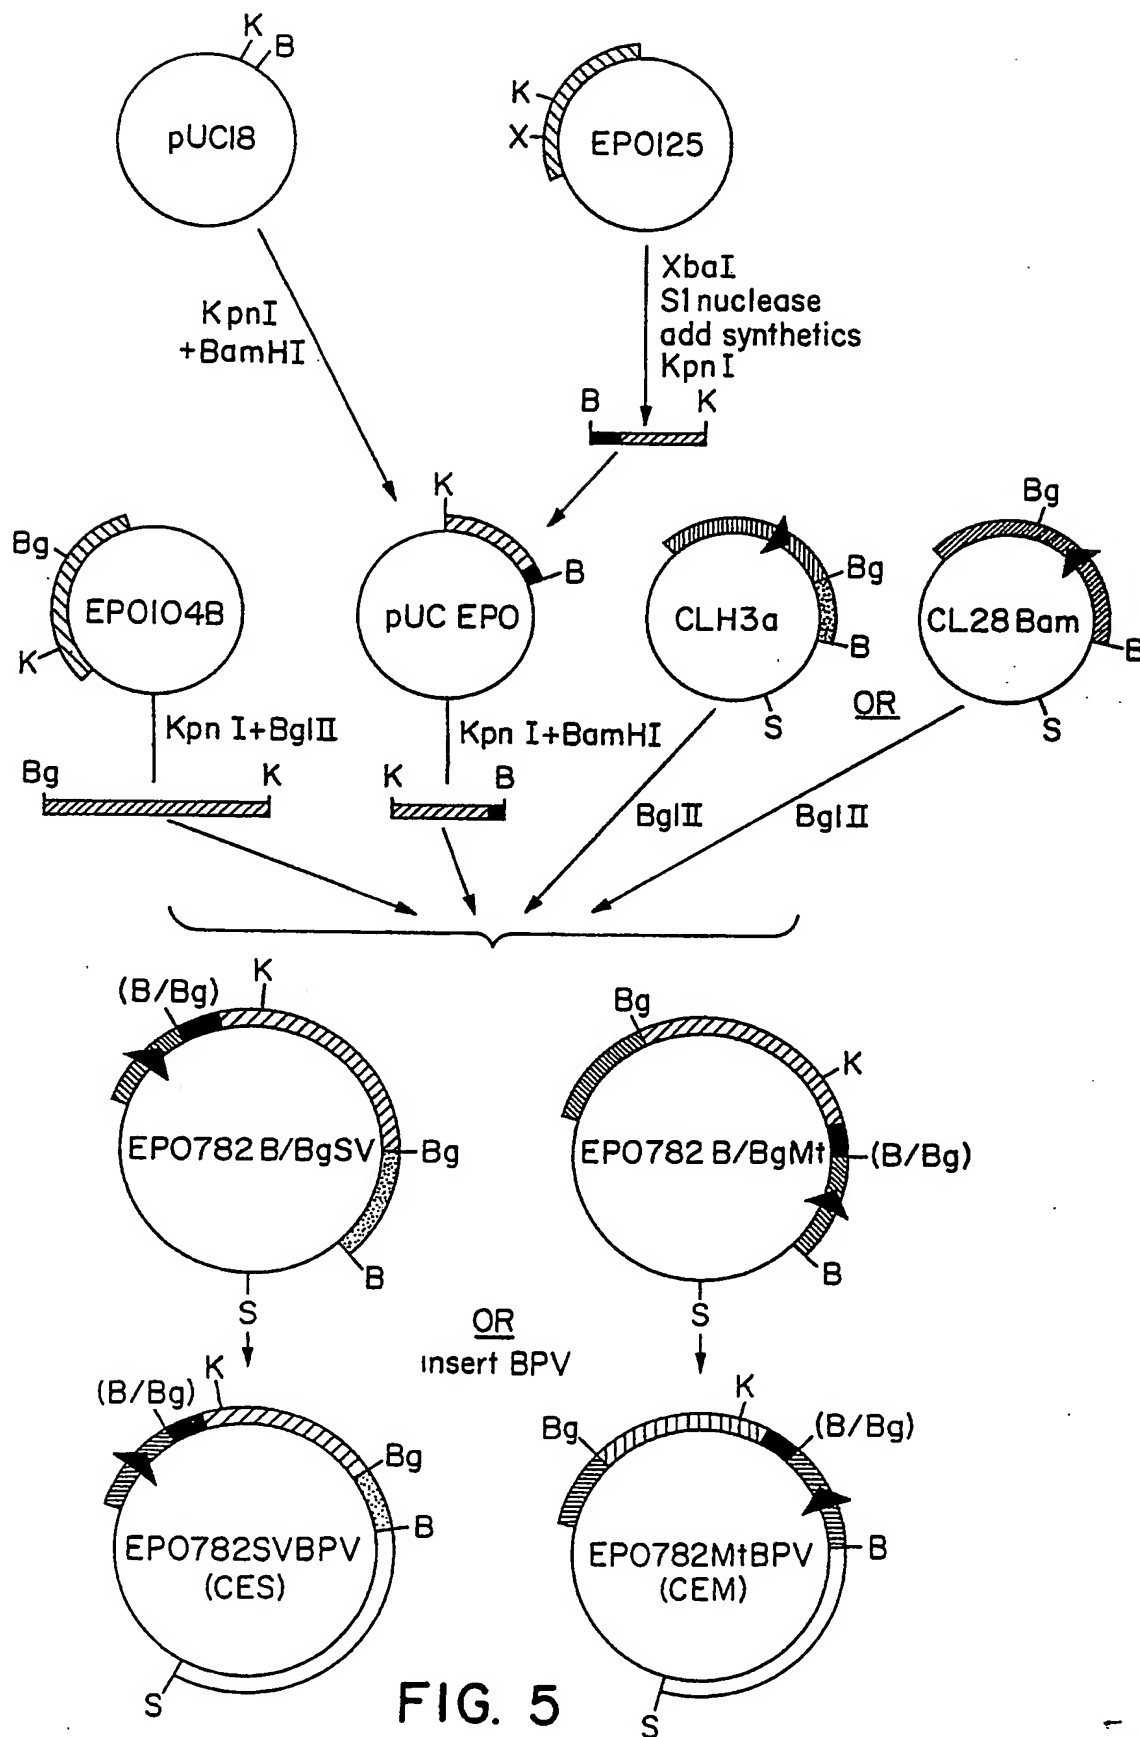 K
B
pUC18
K
X
EPO125
KpnI
+BamHI
XbaI
S1 nuclease
add synthetics
KpnI
B K
Bg
K
EPO104B
K
B
pUC EPO
Bg
B
S
CLH3a
OR
Bg
B
S
CL28 Bam
Kpn I+BglII
Kpn I+BamHI
Bg K
K B
BglII
BglII
(B/Bg)
K
Bg
B
S
EPO782 B/BgSV
Bg
K
(B/Bg)
B
S
EPO782 B/BgMt
OR
insert BPV
(B/Bg)
K
Bg
B
S
EPO782SVBPV
(CES)
Bg
K
(B/Bg)
B
S
EPO782MtBPV
(CEM)
FIG. 5